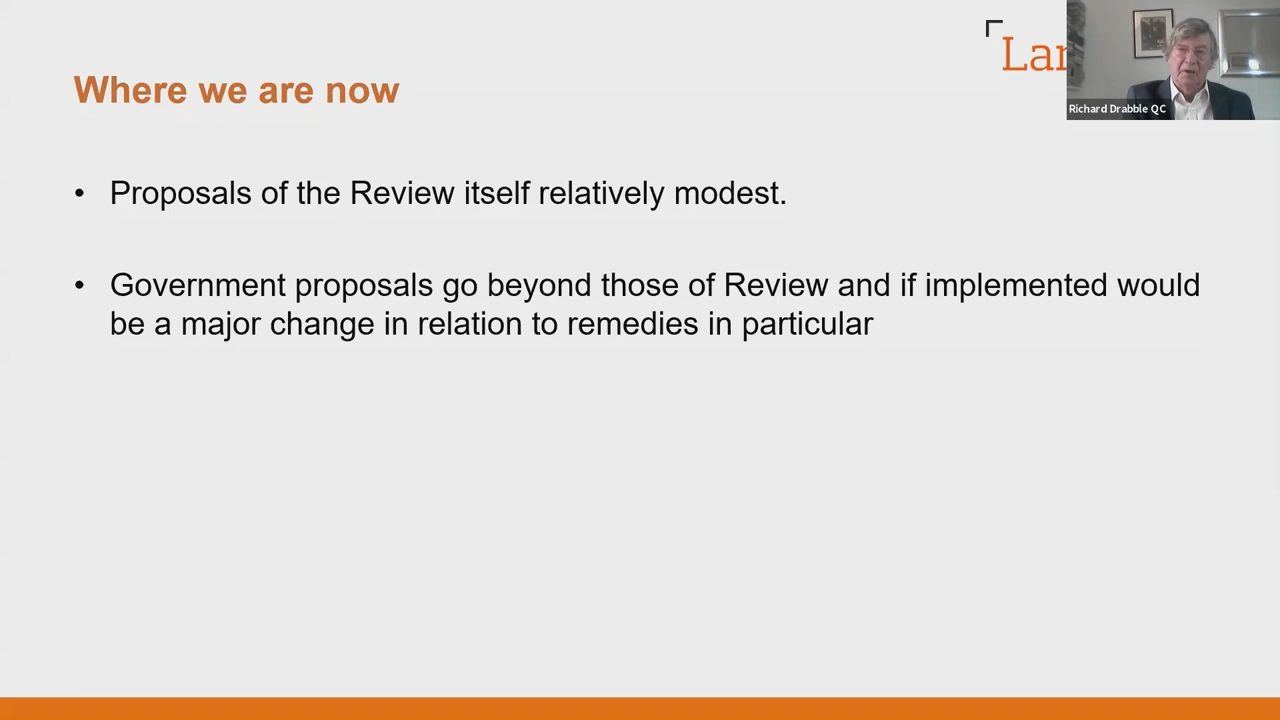 Lan
Richard Drabble QC
Where we are now
• Proposals of the Review itself relatively modest.
• Government proposals go beyond those of Review and if implemented would
be a major change in relation to remedies in particular